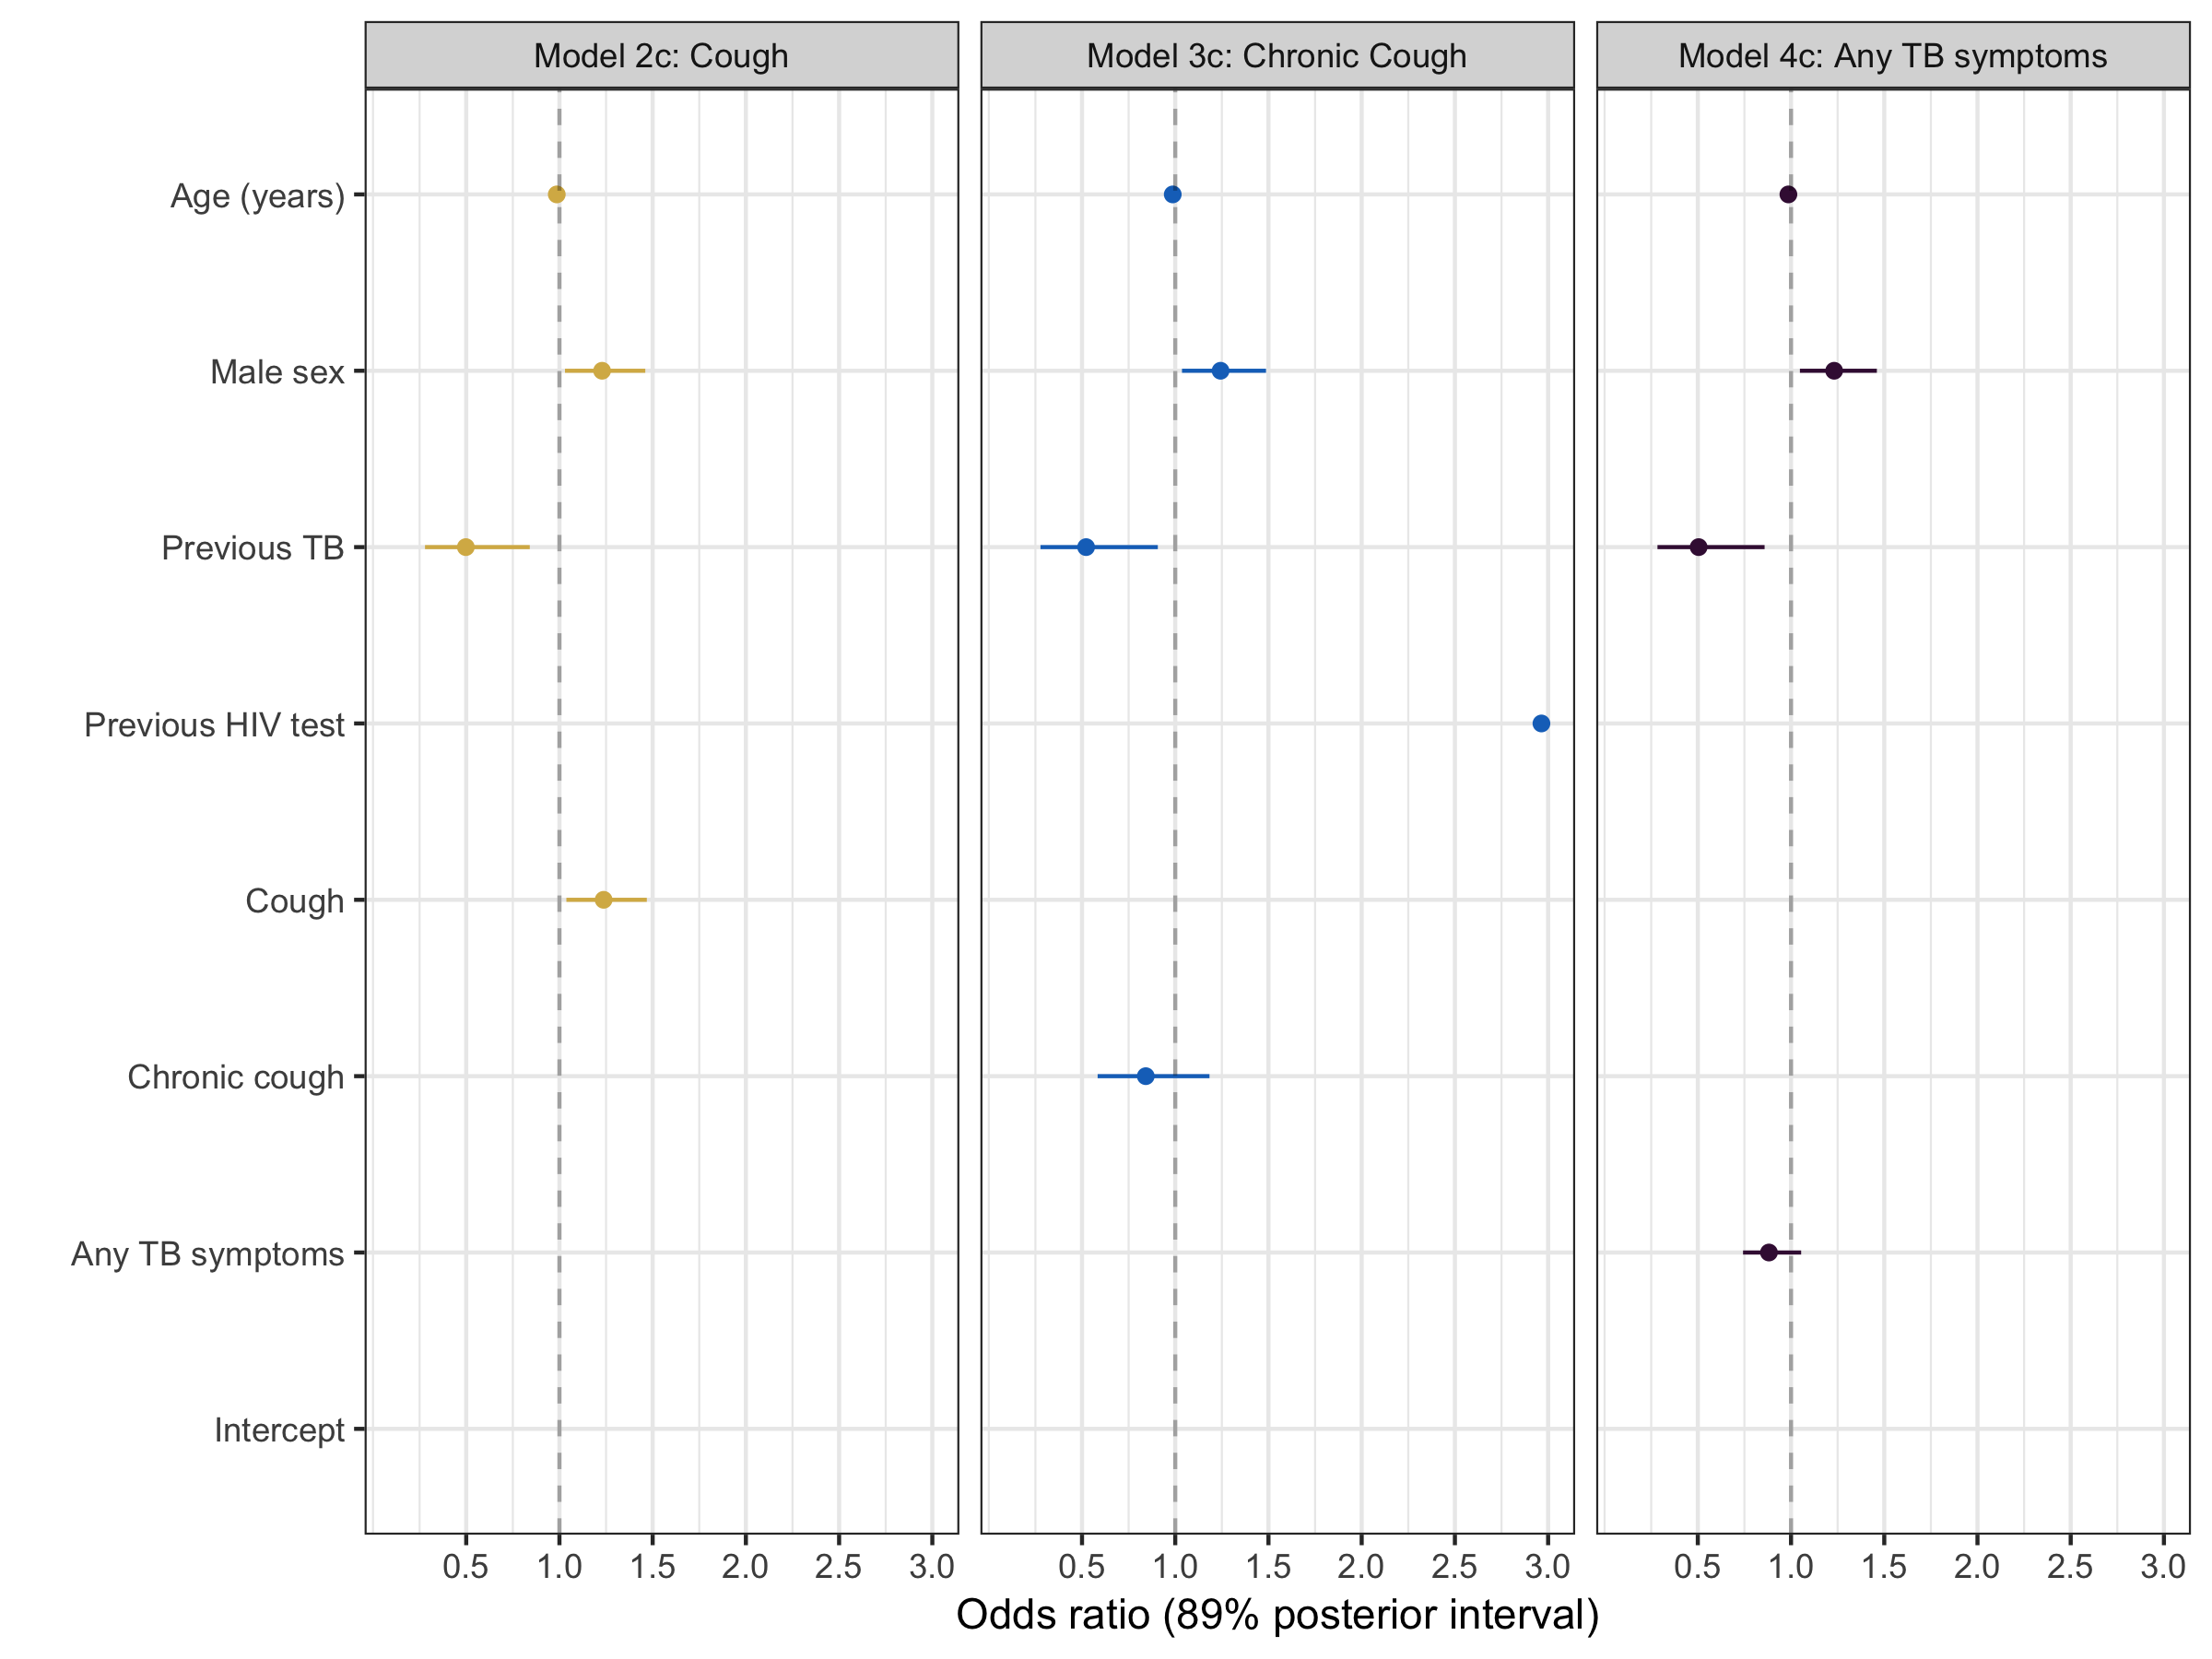 Model 2c: Cough
Model 3c: Chronic Cough
Model 4c: Any TB symptoms
Age (years)
Male sex
Previous TB
Previous HIV test
Cough
Chronic cough
Any TB symptoms
Intercept
0.5 1.0 1.5 2.0 2.5 3.0
0.5 1.0 1.5 2.0 2.5 3.0
0.5 1.0 1.5 2.0 2.5 3.0
Odds ratio (89% posterior interval)